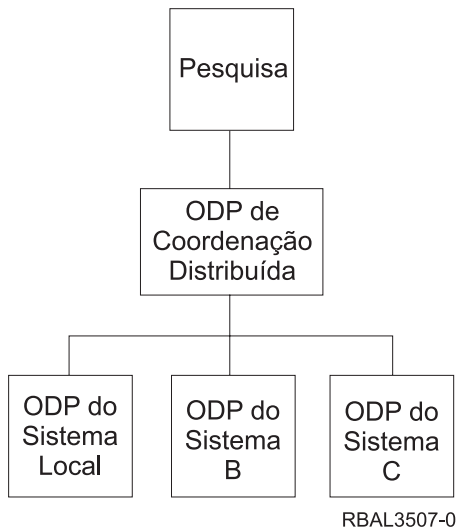 Pesquisa
ODP de
Coordenação
Distribuída
ODP do
Sistema
Local
ODP do
Sistema
B
ODP do
Sistema
C
RBAL3507-0